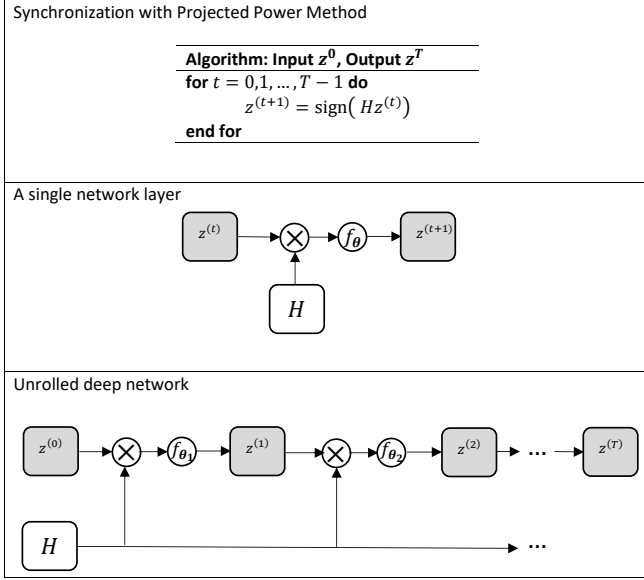 Synchronization with Projected Power Method
Algorithm: Input z^0, Output z^T
for t = 0,1, …, T − 1 do
z^(t+1) = sign( Hz^(t))
end for
A single network layer
z^(t) × f_θ z^(t+1)
H
Unrolled deep network
z^(0) × f_θ1 z^(1) × f_θ2 z^(2) … z^(T)
H …